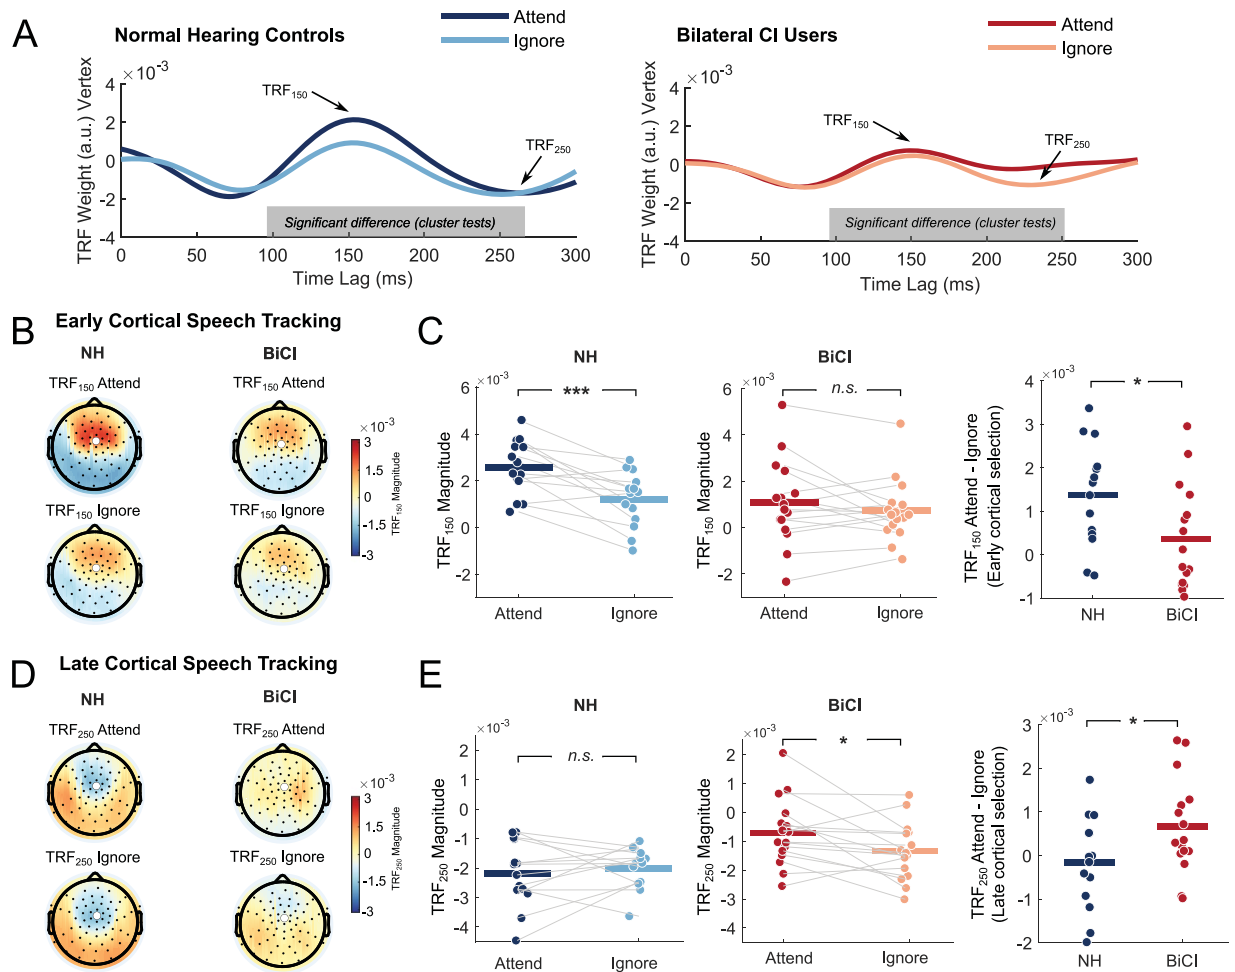 A
Normal Hearing Controls
Attend
Ignore
×10⁻³
TRF Weight (a.u.) Vertex
4
2
0
-2
-4
TRF₁₅₀
TRF₂₅₀
Significant difference (cluster tests)
0 50 100 150 200 250 300
Time Lag (ms)
Bilateral CI Users
Attend
Ignore
×10⁻³
TRF Weight (a.u.) Vertex
4
2
0
-2
-4
TRF₁₅₀
TRF₂₅₀
Significant difference (cluster tests)
0 50 100 150 200 250 300
Time Lag (ms)
B
Early Cortical Speech Tracking
NH BiCI
TRF₁₅₀ Attend TRF₁₅₀ Attend
TRF₁₅₀ Ignore TRF₁₅₀ Ignore
×10⁻³
3
1.5
0
-1.5
-3
TRF₁₅₀ Magnitude
C
NH
×10⁻³
***
TRF₁₅₀ Magnitude
6
4
2
0
-2
Attend Ignore
BiCI
×10⁻³
n.s.
TRF₁₅₀ Magnitude
6
4
2
0
-2
Attend Ignore
×10⁻³
*
TRF₁₅₀ Attend - Ignore
(Early cortical selection)
4
3
2
1
0
-1
NH BiCI
D
Late Cortical Speech Tracking
NH BiCI
TRF₂₅₀ Attend TRF₂₅₀ Attend
TRF₂₅₀ Ignore TRF₂₅₀ Ignore
×10⁻³
3
1.5
0
-1.5
-3
TRF₂₅₀ Magnitude
E
NH
×10⁻³
n.s.
TRF₂₅₀ Magnitude
2
1
0
-1
-2
-3
-4
Attend Ignore
BiCI
×10⁻³
*
TRF₂₅₀ Magnitude
2
1
0
-1
-2
-3
-4
Attend Ignore
×10⁻³
*
TRF₂₅₀ Attend - Ignore
(Late cortical selection)
3
2
1
0
-1
-2
NH BiCI